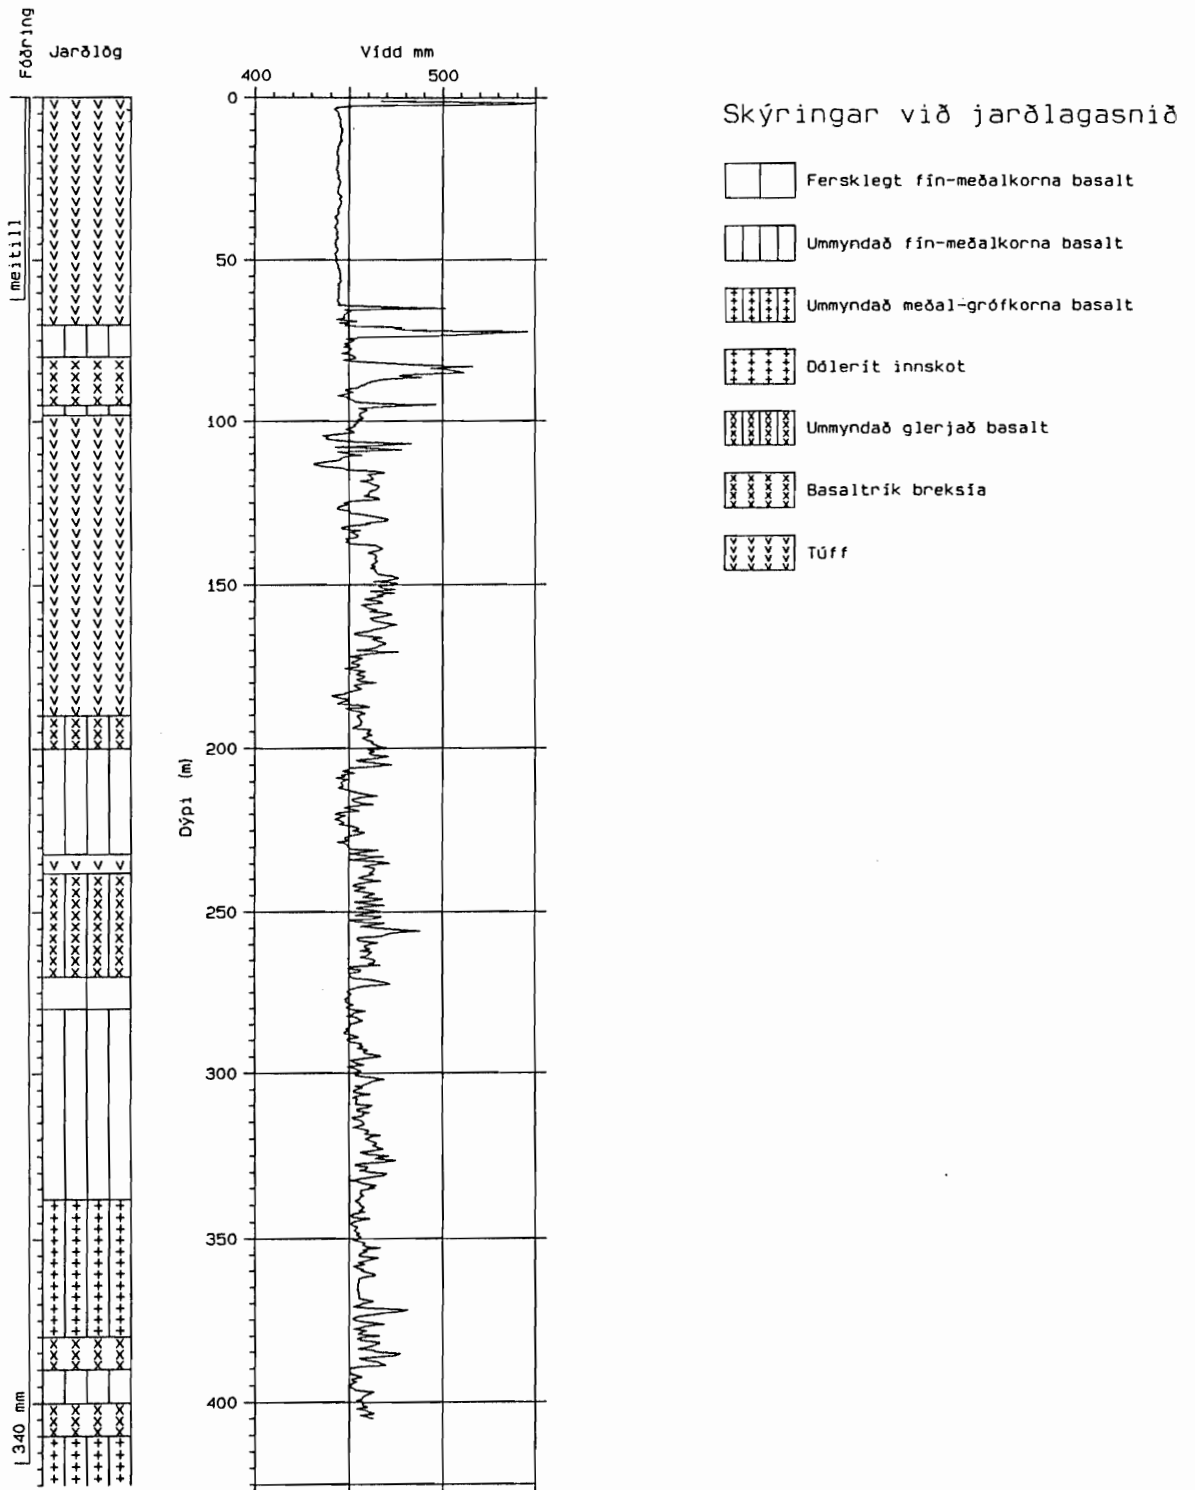 Fóðring
Jarðlög
Vídd mm
400
500
0
50
100
150
200
250
300
350
400
Dýpi (m)
meitill
340 mm
Skýringar við jarðlagasnið
Fersklegt fín-meðalkorna basalt
Ummyndað fín-meðalkorna basalt
Ummyndað meðal-grófkorna basalt
Dólerít innskot
Ummyndað glerjað basalt
Basaltrík breksía
Túff